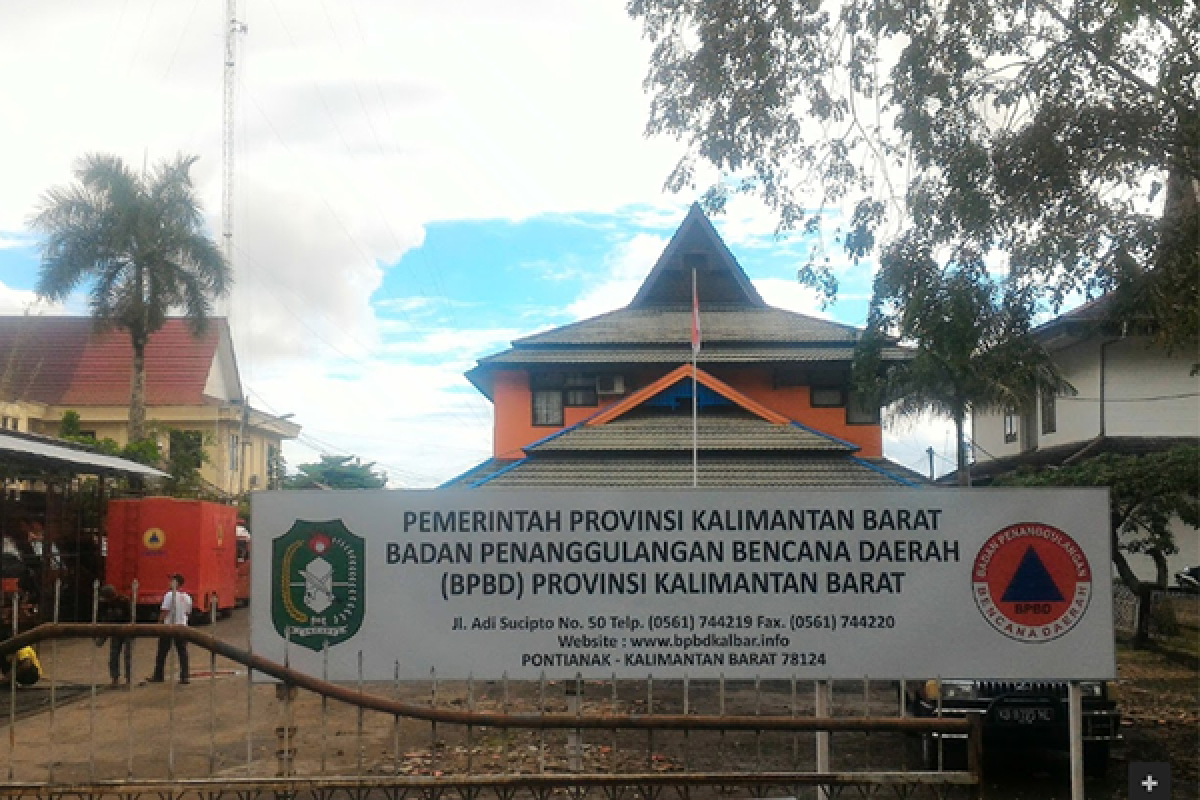 PEMERINTAH PROVINSI KALIMANTAN BARAT
BADAN PENANGGULANGAN BENCANA DAERAH
(BPBD) PROVINSI KALIMANTAN BARAT
Jl. Adi Sucipto No. 50 Telp. (0561) 744219 Fax. (0561) 744220
Website : www.bpbdkalbar.info
PONTIANAK - KALIMANTAN BARAT 78124
BADAN PENANGGULANGAN
BPBD
BENCANA DAERAH